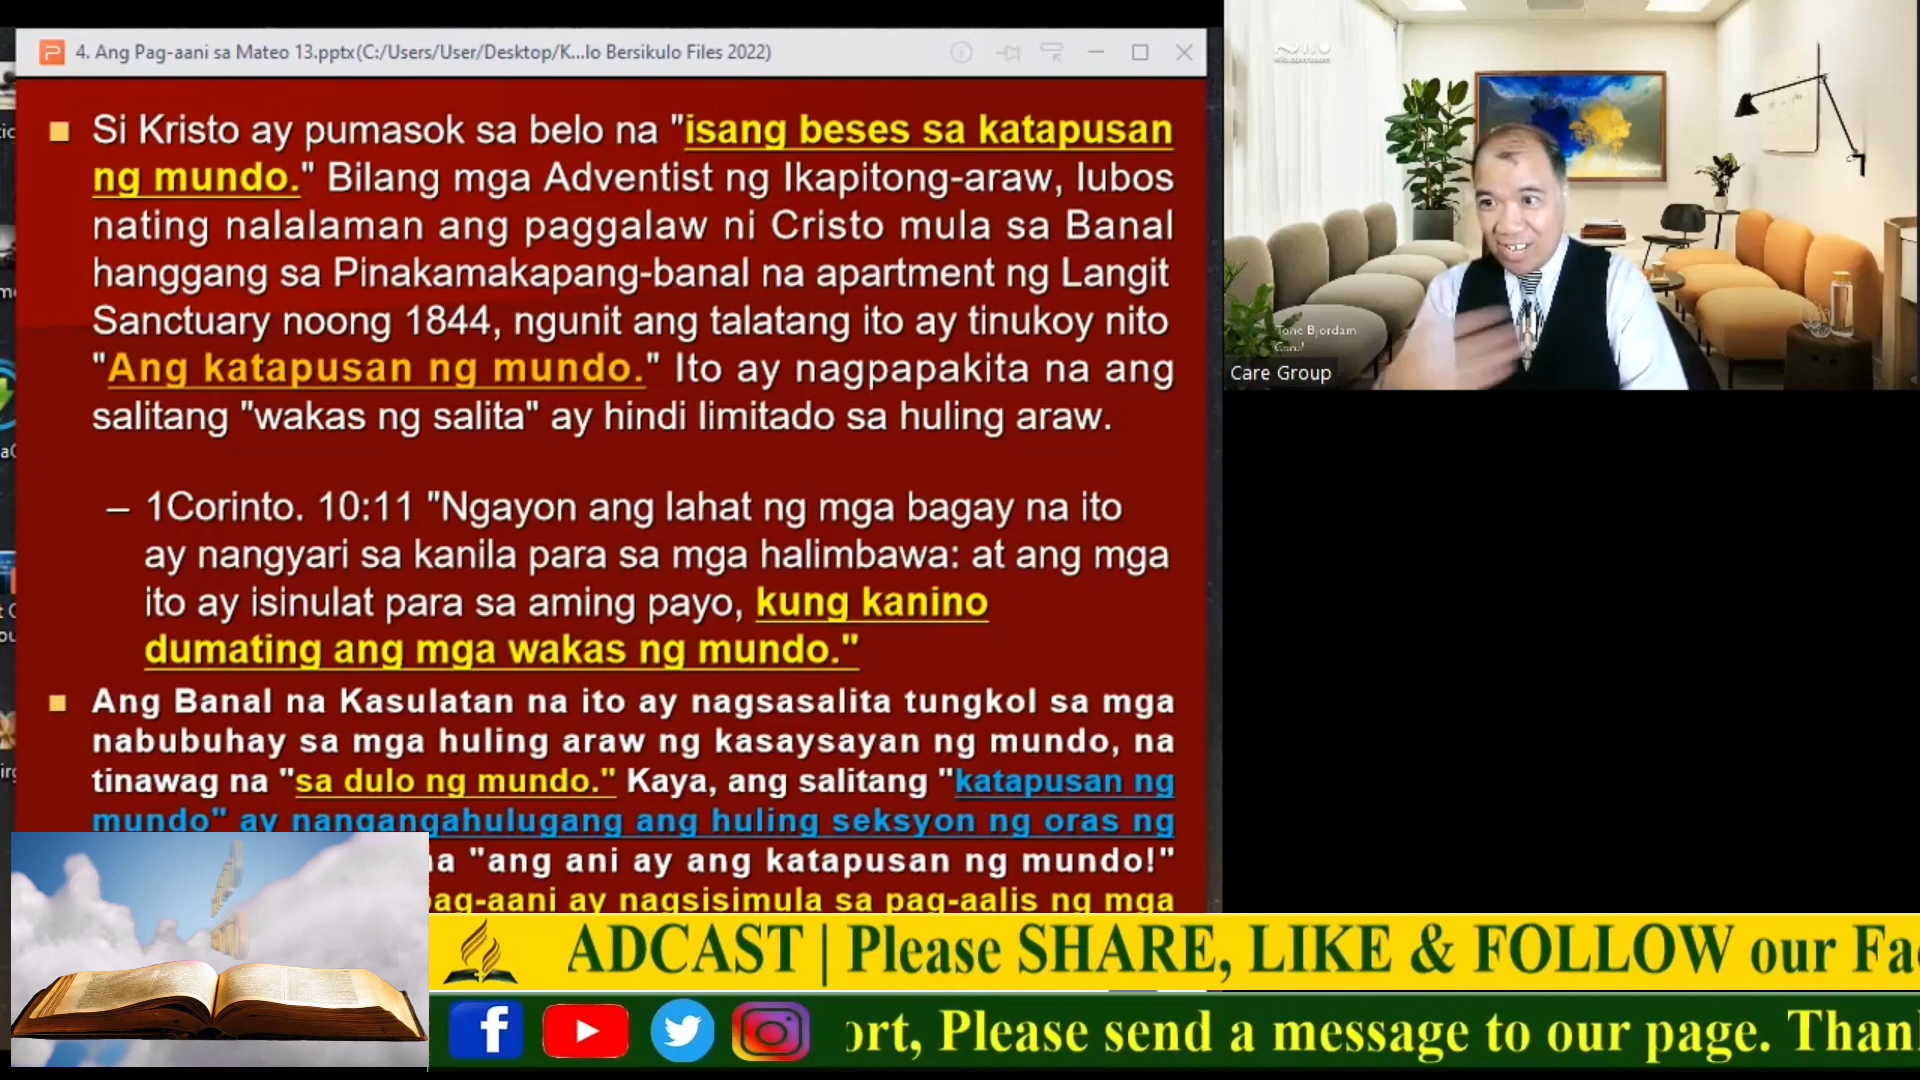 4. Ang Pag-aani sa Mateo 13.pptx(C:/Users/User/Desktop/K...lo Bersikulo Files 2022)
Si Kristo ay pumasok sa belo na "isang beses sa katapusan
ng mundo." Bilang mga Adventist ng Ikapitong-araw, lubos
nating nalalaman ang paggalaw ni Cristo mula sa Banal
hanggang sa Pinakamakapang-banal na apartment ng Langit
Sanctuary noong 1844, ngunit ang talatang ito ay tinukoy nito
"Ang katapusan ng mundo." Ito ay nagpapakita na ang
salitang "wakas ng salita" ay hindi limitado sa huling araw.
– 1Corinto. 10:11 "Ngayon ang lahat ng mga bagay na ito
ay nangyari sa kanila para sa mga halimbawa: at ang mga
ito ay isinulat para sa aming payo, kung kanino
dumating ang mga wakas ng mundo."
Ang Banal na Kasulatan na ito ay nagsasalita tungkol sa mga
nabubuhay sa mga huling araw ng kasaysayan ng mundo, na
tinawag na "sa dulo ng mundo." Kaya, ang salitang "katapusan ng
mundo" ay nangangahulugang ang huling seksyon ng oras ng
"ang ani ay ang katapusan ng mundo!"
pag-aani ay nagsisimula sa pag-aalis ng mga
Tone Bjordam
Care Group
ADCAST | Please SHARE, LIKE & FOLLOW our Fa
ort, Please send a message to our page. Than